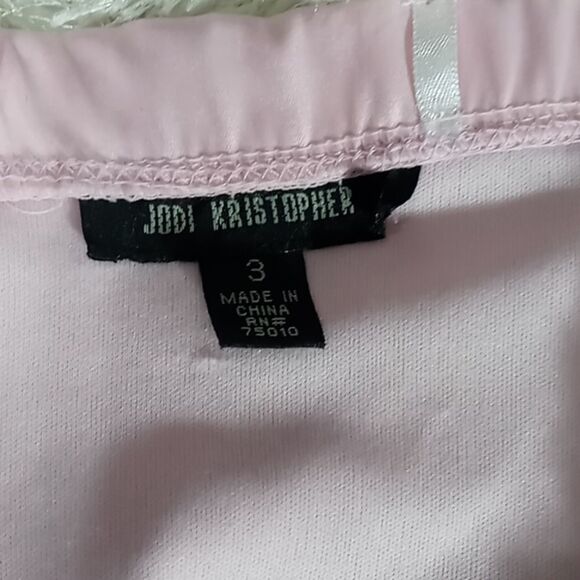 JODI KRISTOPHER
3
MADE IN
CHINA
RN#
75010